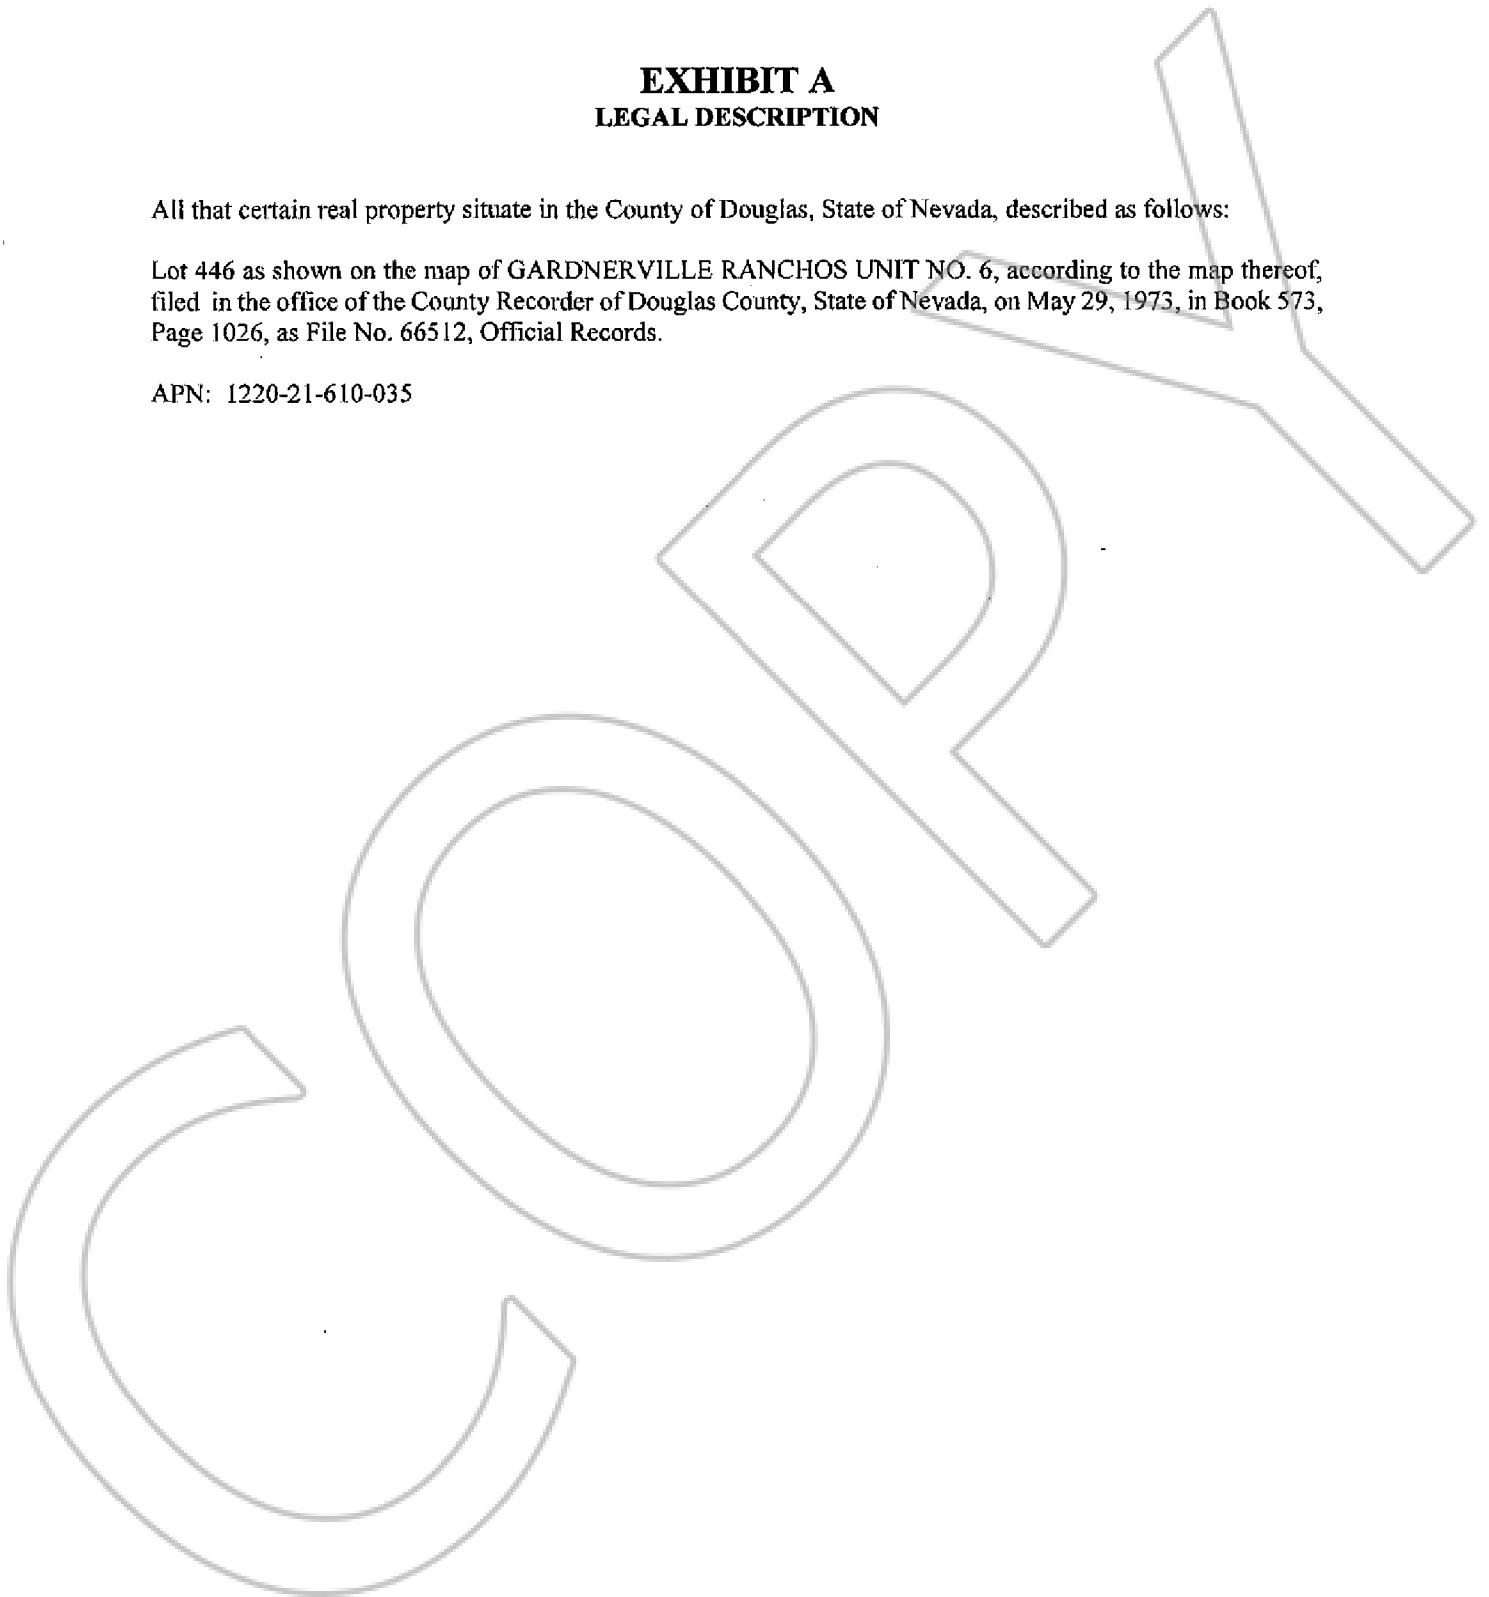 EXHIBIT A
LEGAL DESCRIPTION
All that certain real property situate in the County of Douglas, State of Nevada, described as follows:
Lot 446 as shown on the map of GARDNERVILLE RANCHOS UNIT NO. 6, according to the map thereof,
filed in the office of the County Recorder of Douglas County, State of Nevada, on May 29, 1973, in Book 573,
Page 1026, as File No. 66512, Official Records.
APN: 1220-21-610-035
COPY